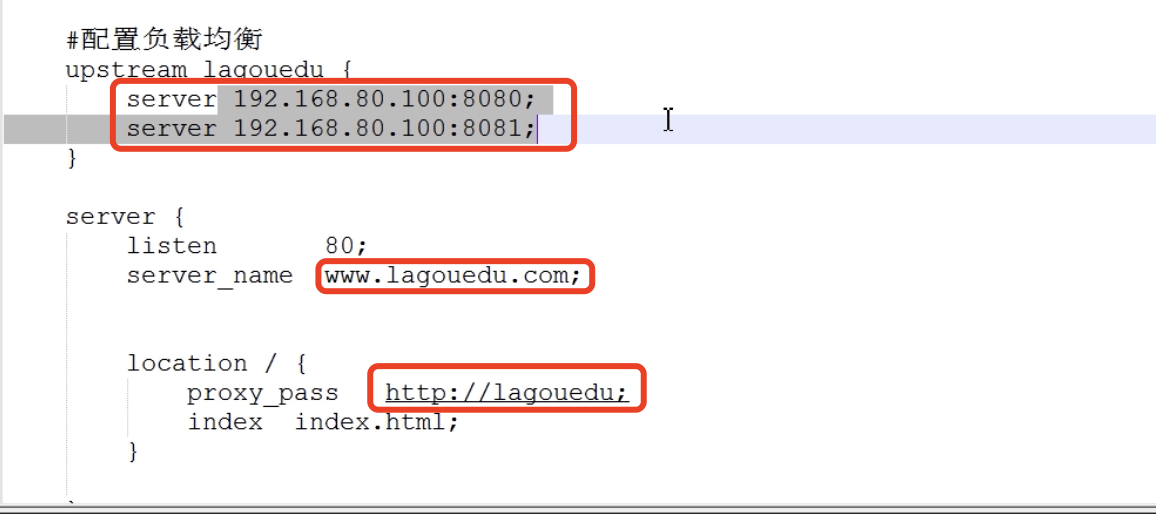 #配置负载均衡
upstream lagouedu {
server 192.168.80.100:8080;
server 192.168.80.100:8081;
}
server {
listen 80;
server_name www.lagouedu.com;
location / {
proxy_pass http://lagouedu;
index index.html;
}